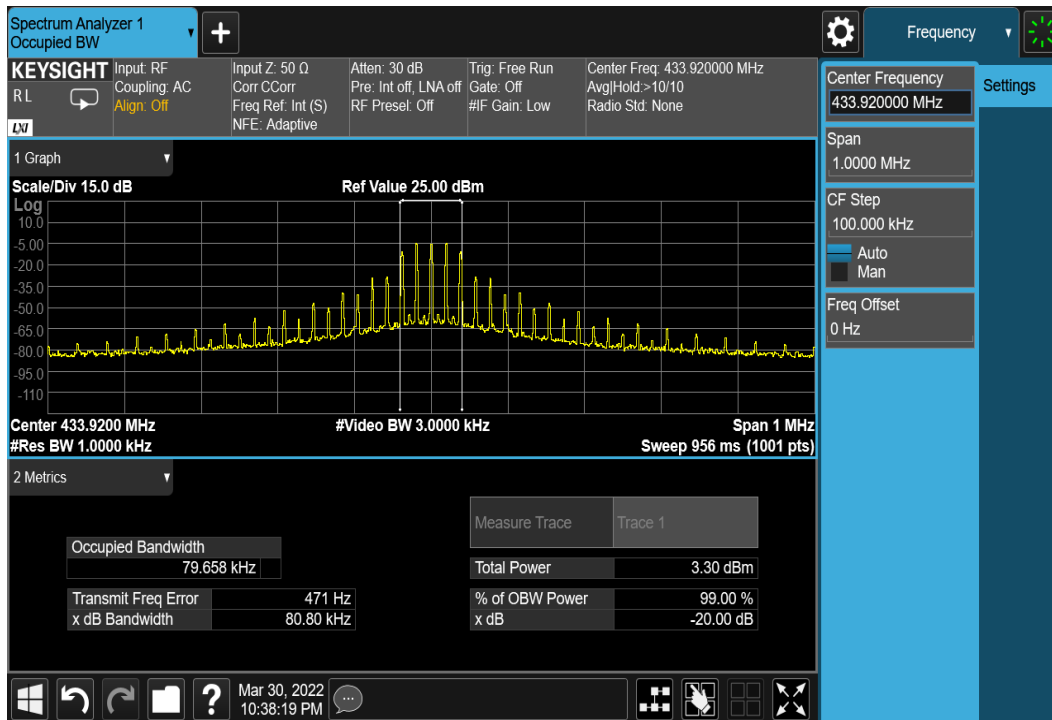 Spectrum Analyzer 1
Occupied BW
+
Frequency
KEYSIGHT
R L
LXI
Input: RF
Coupling: AC
Align: Off
Input Z: 50 Ω
Corr CCorr
Freq Ref: Int (S)
NFE: Adaptive
Atten: 30 dB
Pre: Int off, LNA off
RF Presel: Off
Trig: Free Run
Gate: Off
#IF Gain: Low
Center Freq: 433.920000 MHz
Avg|Hold:>10/10
Radio Std: None
Center Frequency
433.920000 MHz
Settings
Span
1.0000 MHz
CF Step
100.000 kHz
Auto
Man
Freq Offset
0 Hz
1 Graph
Scale/Div 15.0 dB
Ref Value 25.00 dBm
Log
10.0
-5.00
-20.0
-35.0
-50.0
-65.0
-80.0
-95.0
-110
Center 433.9200 MHz
#Video BW 3.0000 kHz
Span 1 MHz
#Res BW 1.0000 kHz
Sweep 956 ms (1001 pts)
2 Metrics
Measure Trace
Trace 1
Occupied Bandwidth
79.658 kHz
Total Power
3.30 dBm
Transmit Freq Error
471 Hz
% of OBW Power
99.00 %
x dB Bandwidth
80.80 kHz
x dB
-20.00 dB
?
Mar 30, 2022
10:38:19 PM